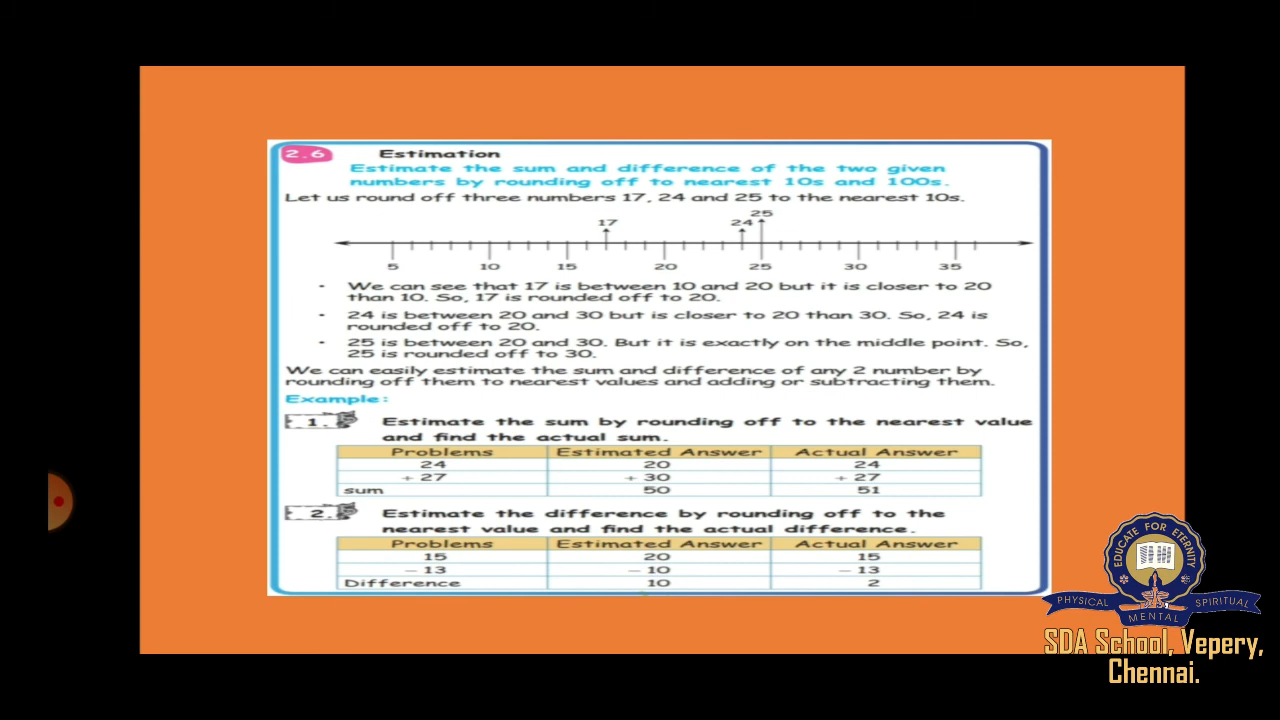 2.6 Estimation
Estimate the sum and difference of the two given
numbers by rounding off to nearest 10s and 100s.
Let us round off three numbers 17, 24 and 25 to the nearest 10s.
17 24 25
5 10 15 20 25 30 35
• We can see that 17 is between 10 and 20 but it is closer to 20
than 10. So, 17 is rounded off to 20.
• 24 is between 20 and 30 but is closer to 20 than 30. So, 24 is
rounded off to 20.
• 25 is between 20 and 30. But it is exactly on the middle point. So,
25 is rounded off to 30.
We can easily estimate the sum and difference of any 2 number by
rounding off them to nearest values and adding or subtracting them.
Example:
1. Estimate the sum by rounding off to the nearest value
and find the actual sum.
Problems Estimated Answer Actual Answer
24 20 24
+ 27 + 30 + 27
sum 50 51
2. Estimate the difference by rounding off to the
nearest value and find the actual difference.
Problems Estimated Answer Actual Answer
15 20 15
– 13 – 10 – 13
Difference 10 2
EDUCATE FOR ETERNITY
PHYSICAL MENTAL SPIRITUAL
SDA School, Vepery,
Chennai.